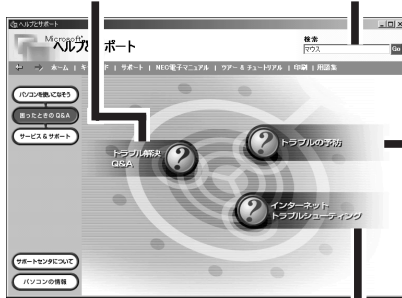 ヘルプとサポート
Microsoft
ヘルプと ポート
検索
マウス
Go
ホーム
サポート | NEC電子マニュアル | ツアー & チュートリアル | 印刷 | 用語集
パソコンを使いこなそう
困ったときの Q&A
サービス & サポート
トラブル解決
Q&A
トラブルの予防
インターネット
トラブルシューティング
サポートセンタについて
パソコンの情報